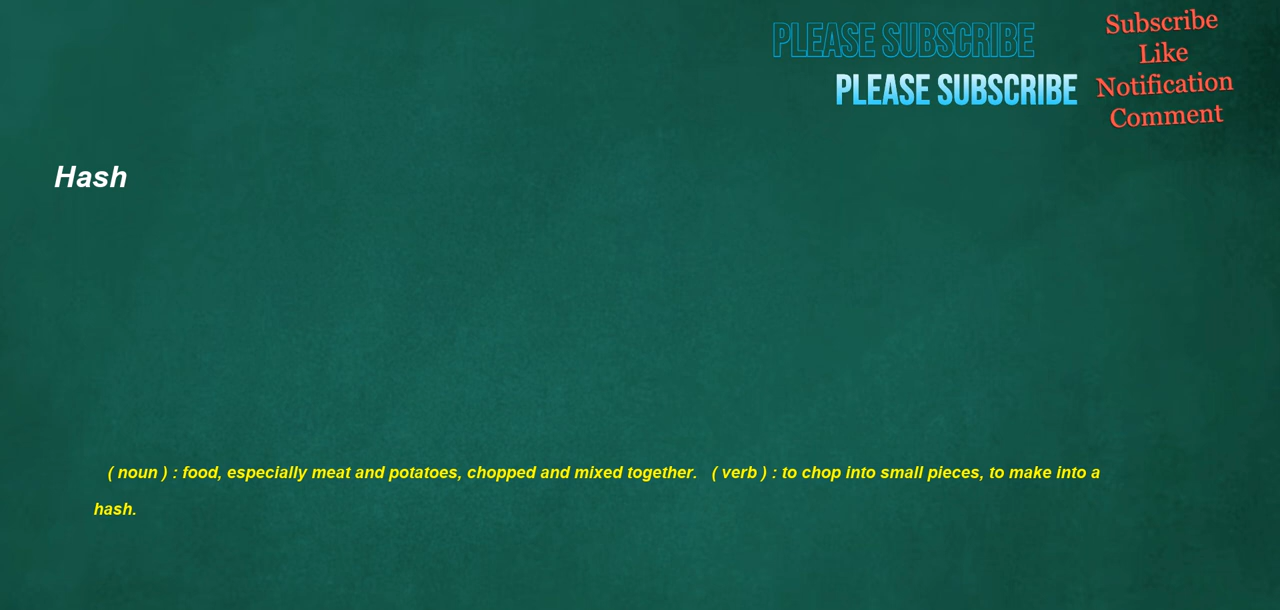 PLEASE SUBSCRIBE
PLEASE SUBSCRIBE
Subscribe
Like
Notification
Comment
Hash
( noun ) : food, especially meat and potatoes, chopped and mixed together. ( verb ) : to chop into small pieces, to make into a
hash.